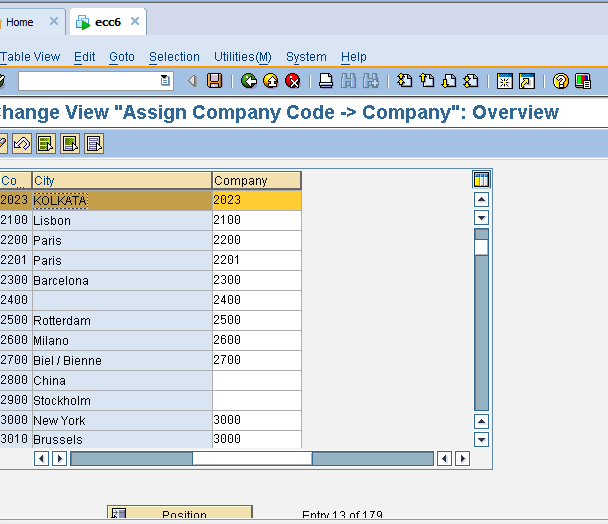 Home
ecc6
Table View Edit Goto Selection Utilities(M) System Help
Change View "Assign Company Code -> Company": Overview
Co... City Company
2023 KOLKATA 2023
2100 Lisbon 2100
2200 Paris 2200
2201 Paris 2201
2300 Barcelona 2300
2400 2400
2500 Rotterdam 2500
2600 Milano 2600
2700 Biel / Bienne 2700
2800 China
2900 Stockholm
3000 New York 3000
3010 Brussels 3000
Position... Entry 13 of 179